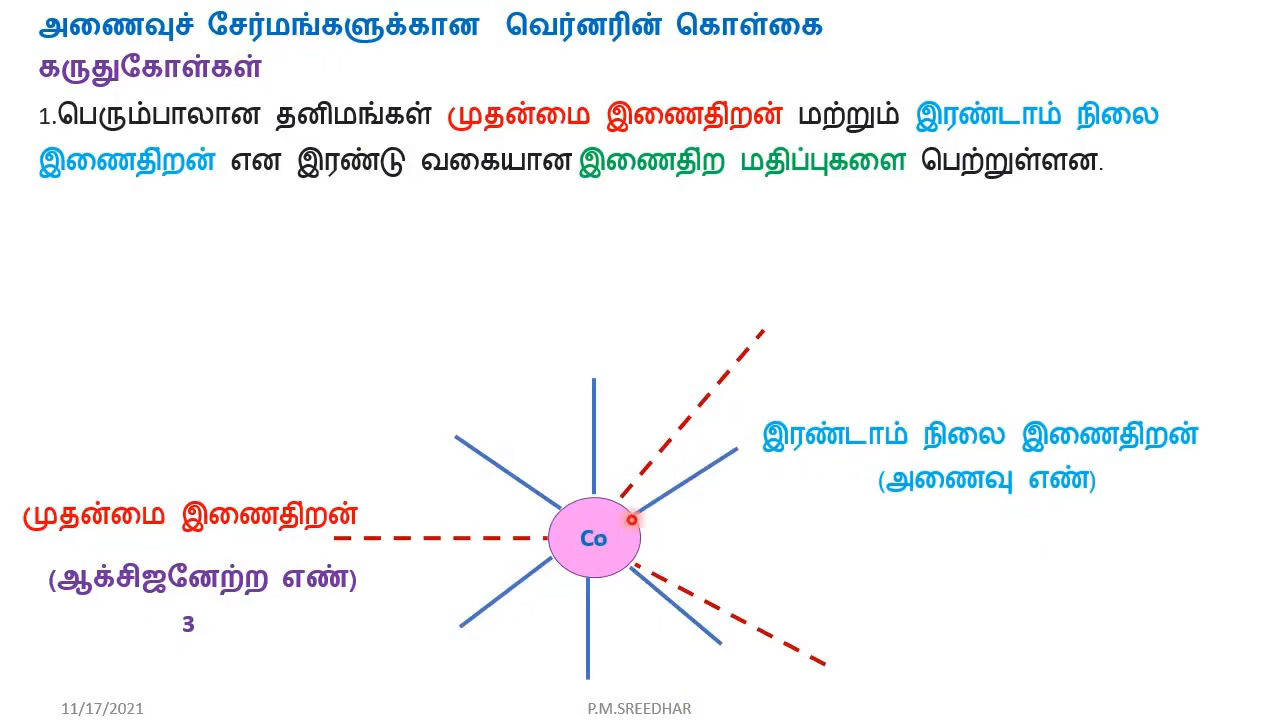 அணைவுச் சேர்மங்களுக்கான வெர்னரின் கொள்கை
கருதுகோள்கள்
1.பெரும்பாலான தனிமங்கள் முதன்மை இணைதிறன் மற்றும் இரண்டாம் நிலை
இணைதிறன் என இரண்டு வகையான இணைதிற மதிப்புகளை பெற்றுள்ளன.
இரண்டாம் நிலை இணைதிறன்
(அணைவு எண்)
முதன்மை இணைதிறன்
Co
(ஆக்சிஜனேற்ற எண்)
3
11/17/2021
P.M.SREEDHAR